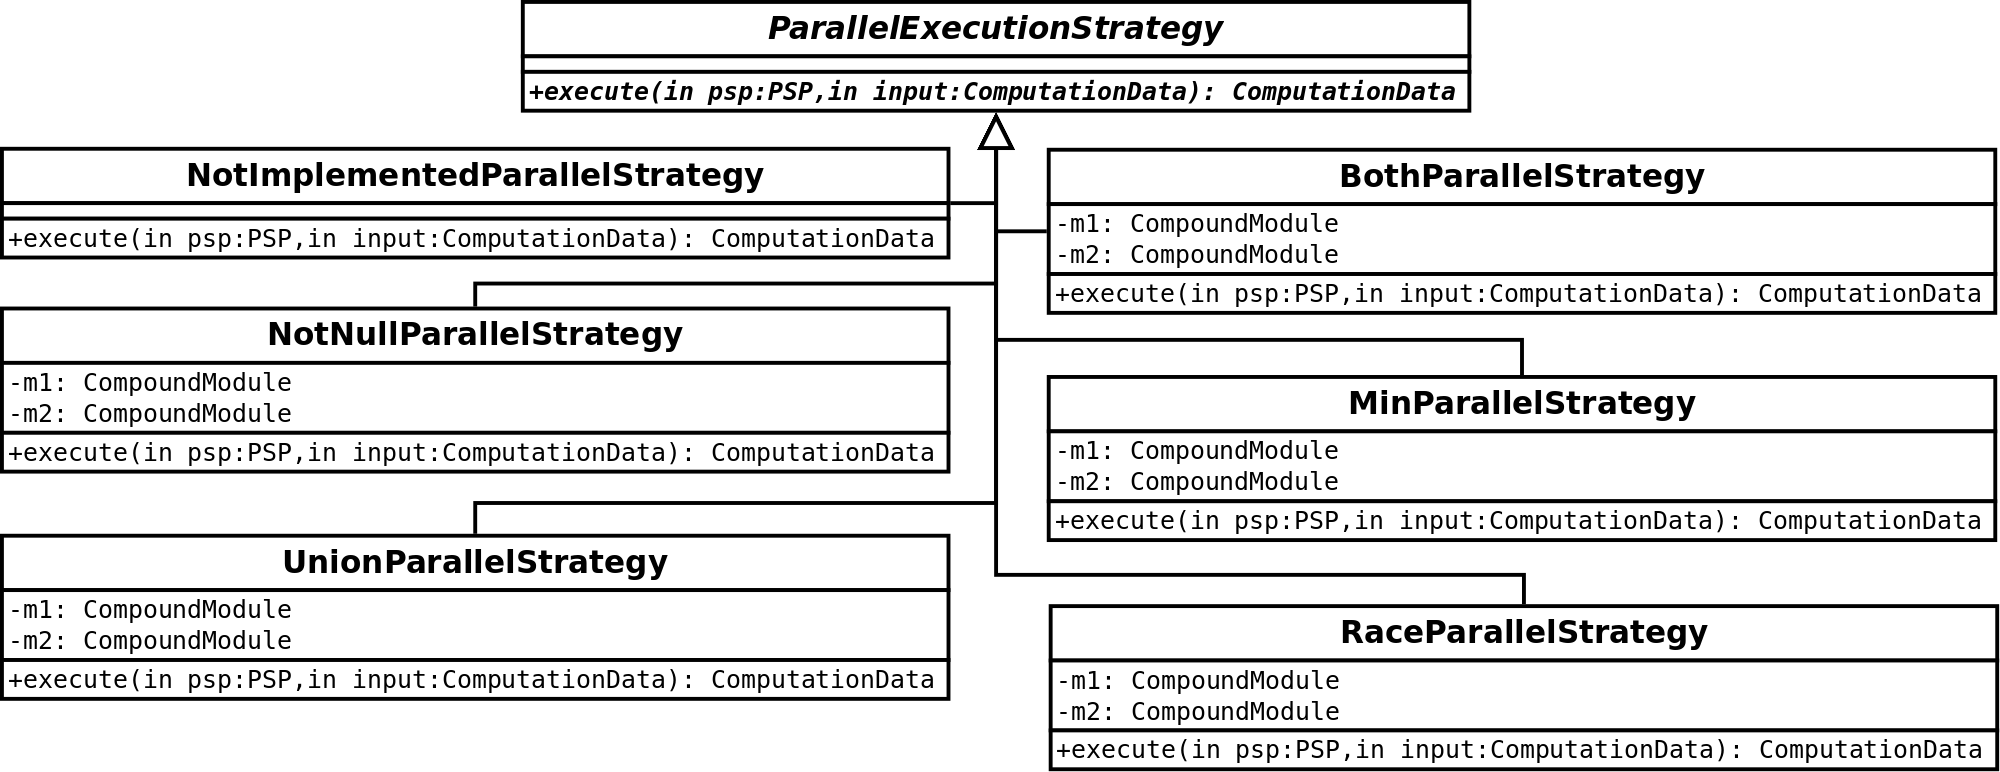 ParallelExecutionStrategy
+execute(in psp:PSP,in input:ComputationData): ComputationData
NotImplementedParallelStrategy
+execute(in psp:PSP,in input:ComputationData): ComputationData
BothParallelStrategy
-m1: CompoundModule
-m2: CompoundModule
+execute(in psp:PSP,in input:ComputationData): ComputationData
NotNullParallelStrategy
-m1: CompoundModule
-m2: CompoundModule
+execute(in psp:PSP,in input:ComputationData): ComputationData
MinParallelStrategy
-m1: CompoundModule
-m2: CompoundModule
+execute(in psp:PSP,in input:ComputationData): ComputationData
UnionParallelStrategy
-m1: CompoundModule
-m2: CompoundModule
+execute(in psp:PSP,in input:ComputationData): ComputationData
RaceParallelStrategy
-m1: CompoundModule
-m2: CompoundModule
+execute(in psp:PSP,in input:ComputationData): ComputationData